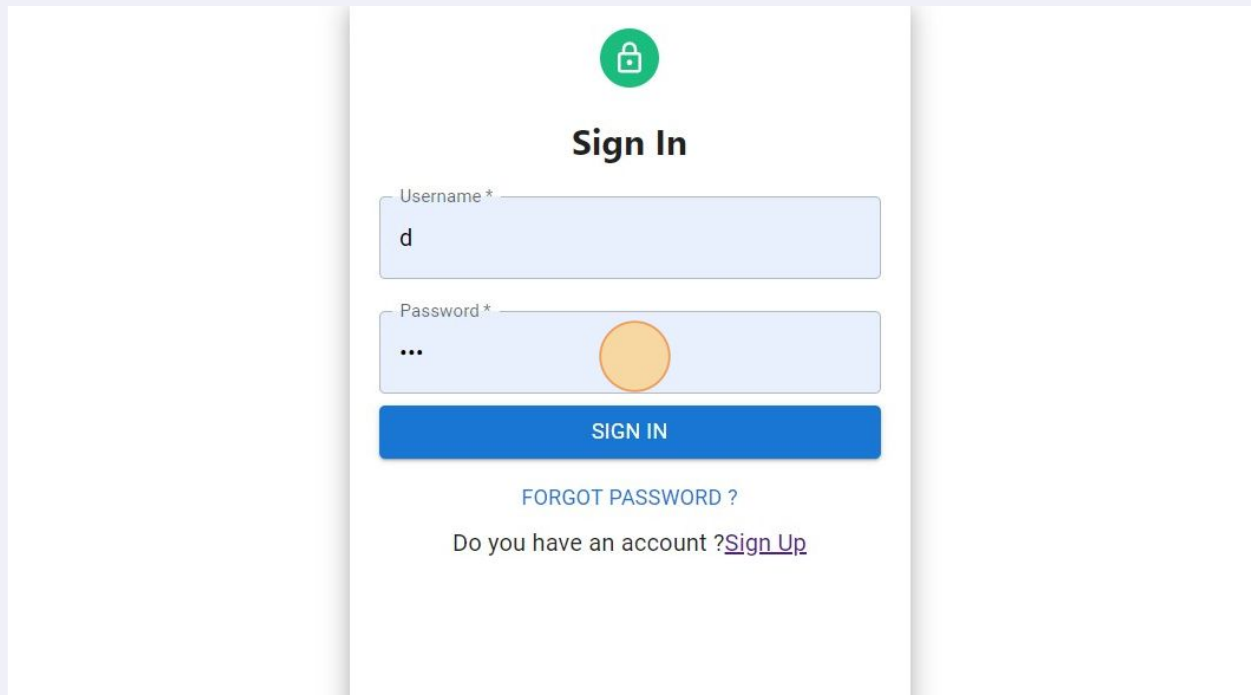 Sign In
Username *
d
Password *
•••
SIGN IN
FORGOT PASSWORD ?
Do you have an account ?Sign Up